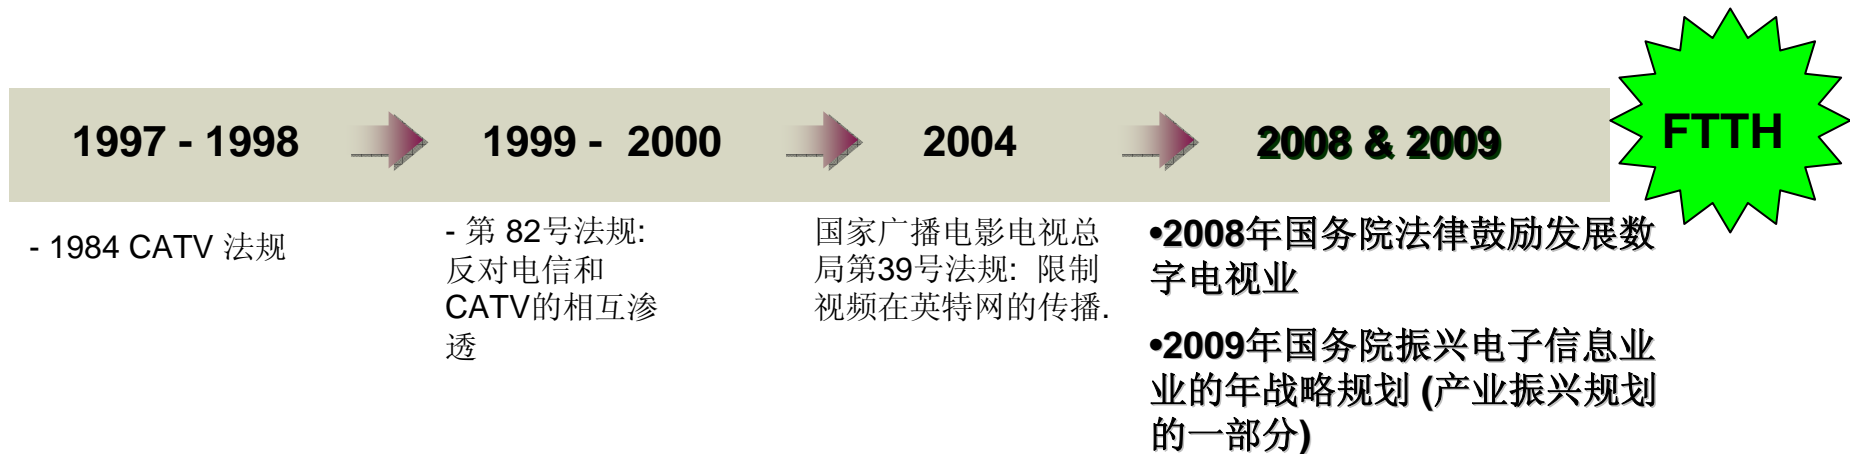 1997 - 1998
1999 - 2000
2004
2008 & 2009
FTTH
- 1984 CATV 法规
- 第 82号法规:
反对电信和
CATV的相互渗
透
国家广播电影电视总
局第39号法规: 限制
视频在英特网的传播.
•2008年国务院法律鼓励发展数
字电视业
•2009年国务院振兴电子信息业
业的年战略规划 (产业振兴规划
的一部分)